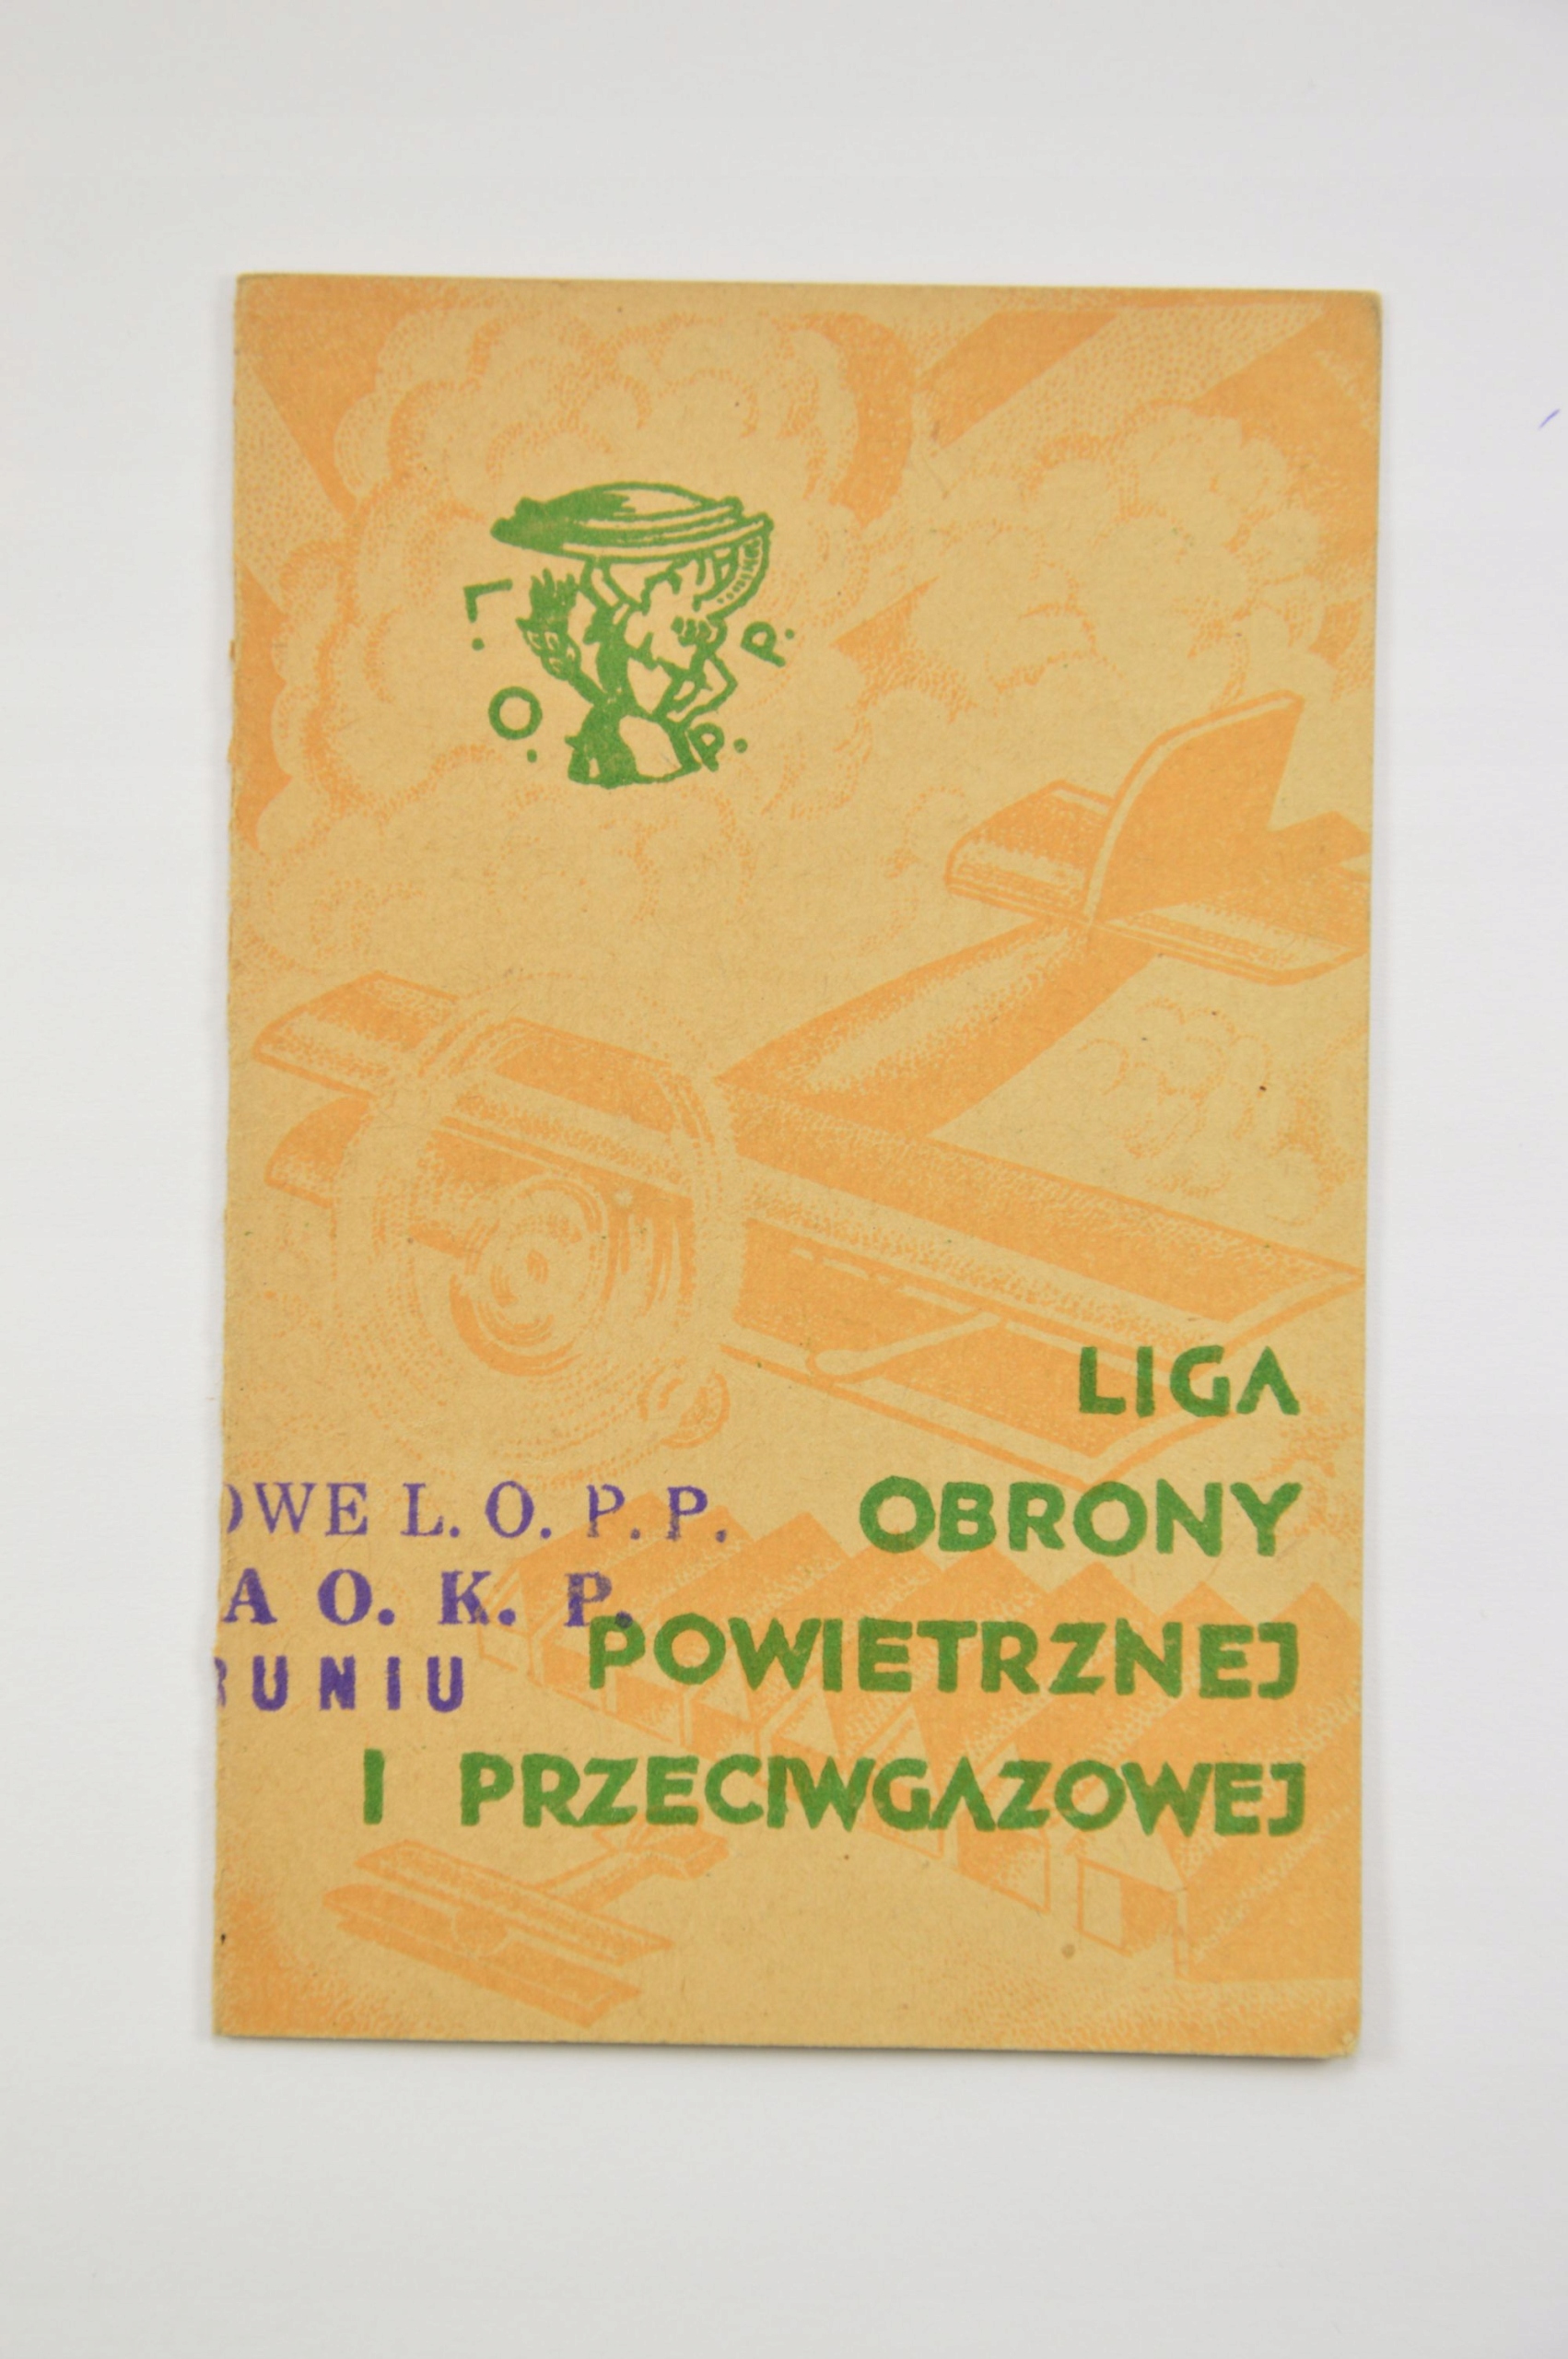 L.
O.
P.
P.
LIGA
OBRONY
POWIETRZNEJ
I PRZECIWGAZOWEJ
OWE L. O. P. P.
A O. K. P.
RUNIU